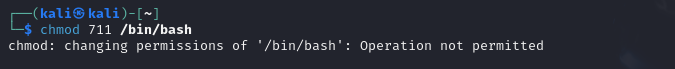 ┌──(kali㉿kali)-[~]
└─$ chmod 711 /bin/bash
chmod: changing permissions of '/bin/bash': Operation not permitted